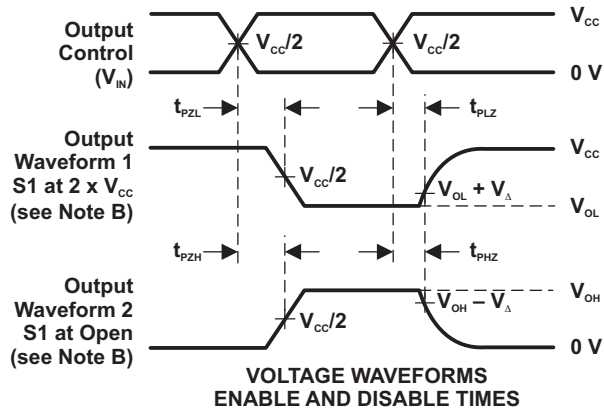 Output
Control
(VIN)
VCC/2
VCC/2
VCC
0 V
tPZL
tPLZ
Output
Waveform 1
S1 at 2 x VCC
(see Note B)
VCC/2
VCC
VOL + VΔ
VOL
tPZH
tPHZ
Output
Waveform 2
S1 at Open
(see Note B)
VCC/2
VOH
VOH – VΔ
0 V
VOLTAGE WAVEFORMS
ENABLE AND DISABLE TIMES